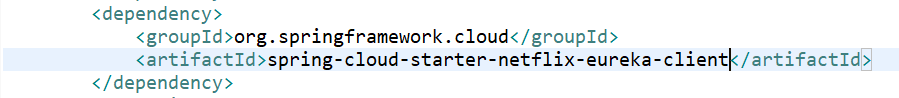 <dependency>
<groupId>org.springframework.cloud</groupId>
<artifactId>spring-cloud-starter-netflix-eureka-client</artifactId>
</dependency>